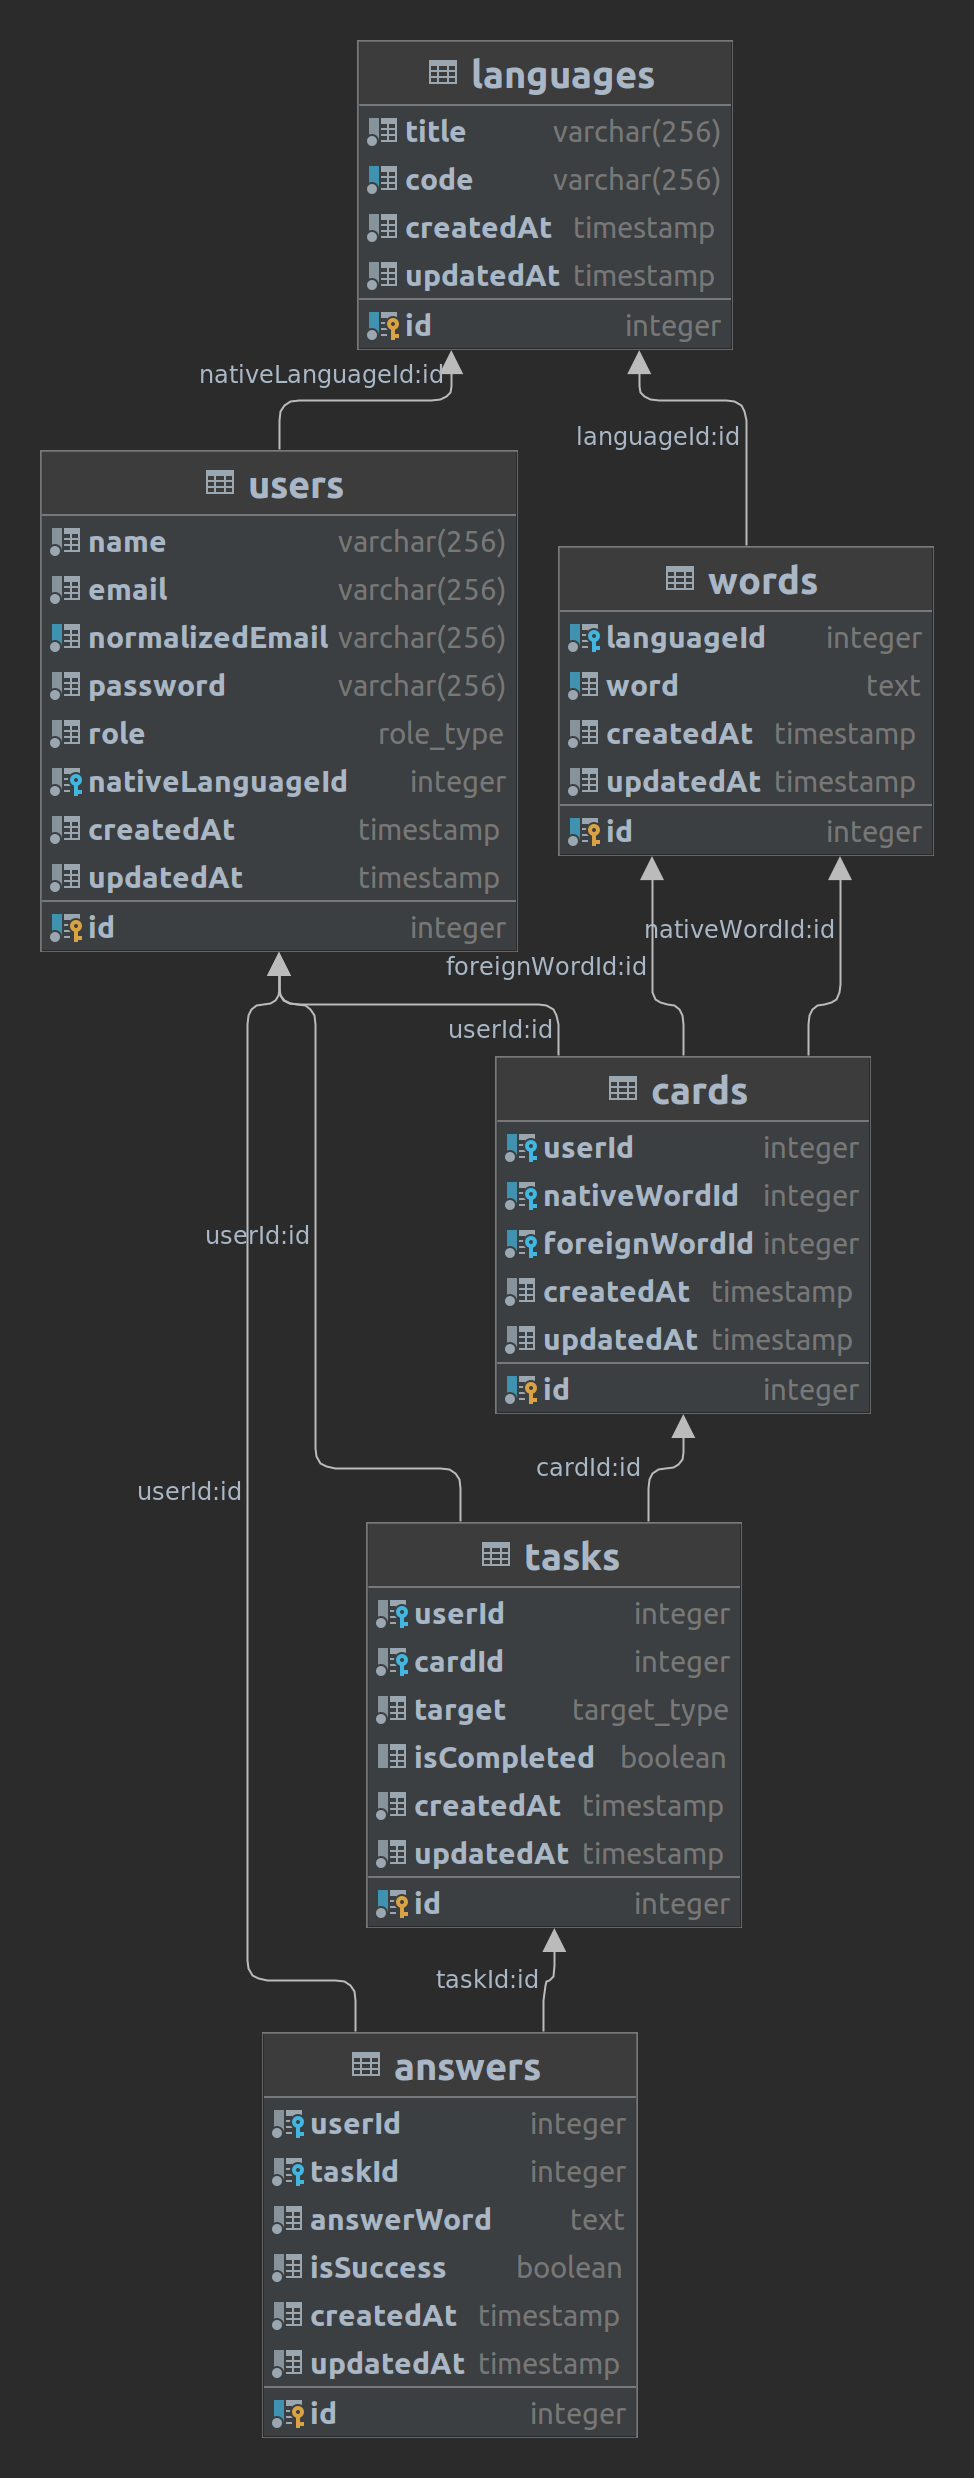 languages
title varchar(256)
code varchar(256)
createdAt timestamp
updatedAt timestamp
id integer
nativeLanguageId:id
languageId:id
users
name varchar(256)
email varchar(256)
normalizedEmail varchar(256)
password varchar(256)
role role_type
nativeLanguageId integer
createdAt timestamp
updatedAt timestamp
id integer
words
languageId integer
word text
createdAt timestamp
updatedAt timestamp
id integer
nativeWordId:id
foreignWordId:id
userId:id
cards
userId integer
nativeWordId integer
foreignWordId integer
createdAt timestamp
updatedAt timestamp
id integer
userId:id
cardId:id
userId:id
tasks
userId integer
cardId integer
target target_type
isCompleted boolean
createdAt timestamp
updatedAt timestamp
id integer
taskId:id
answers
userId integer
taskId integer
answerWord text
isSuccess boolean
createdAt timestamp
updatedAt timestamp
id integer